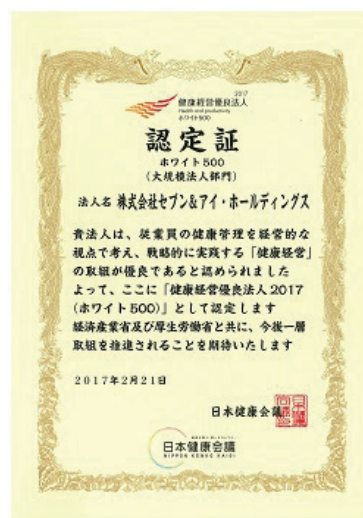 2017
健康経営優良法人
Health and productivity
ホワイト500
認定証
ホワイト500
(大規模法人部門)
法人名 株式会社セブン&アイ・ホールディングス
貴法人は、従業員の健康管理を経営的な
視点で考え、戦略的に実践する「健康経営」
の取組が優良であると認められました
よって、ここに「健康経営優良法人2017
(ホワイト500)」として認定します
経済産業省及び厚生労働省と共に、今後一層
取組を推進されることを期待いたします
2017年2月21日
日本健康会議
日本健康会議
NIPPON KENKO KAIGI